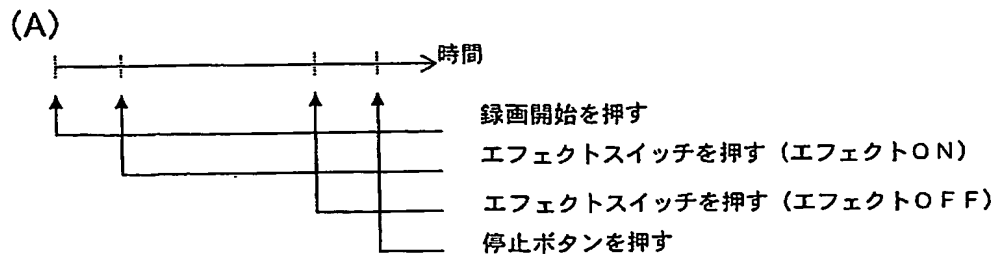 (A)
時間
録画開始を押す
エフェクトスイッチを押す（エフェクトＯＮ）
エフェクトスイッチを押す（エフェクトＯＦＦ）
停止ボタンを押す